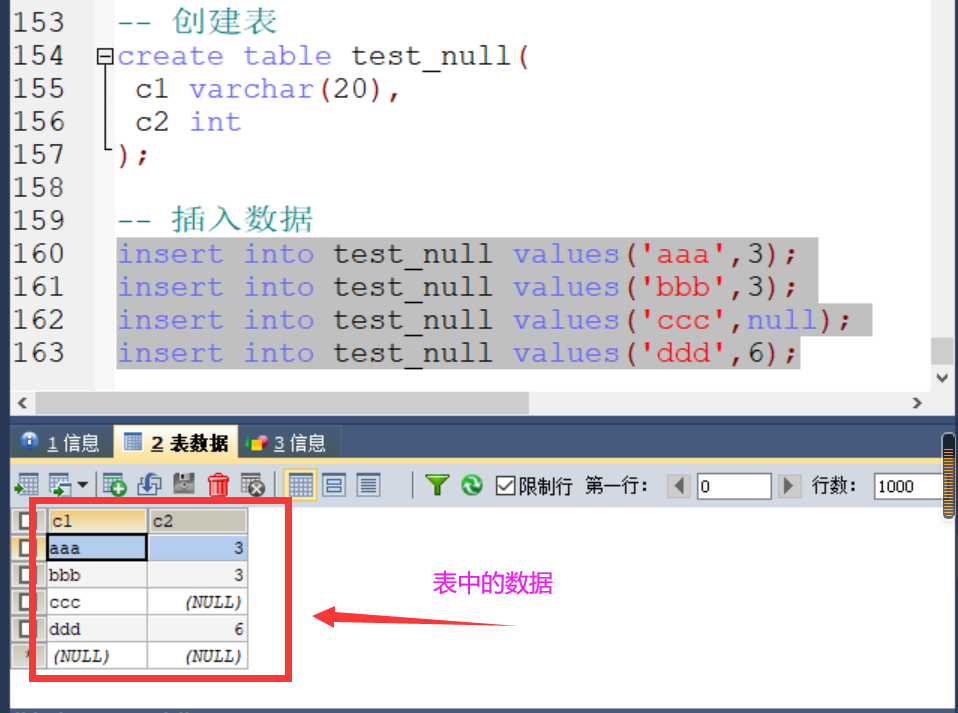 153 -- 创建表
154 create table test_null(
155 c1 varchar(20),
156 c2 int
157 );
158
159 -- 插入数据
160 insert into test_null values('aaa',3);
161 insert into test_null values('bbb',3);
162 insert into test_null values('ccc',null);
163 insert into test_null values('ddd',6);
1 信息 2 表数据 3 信息
限制行 第一行: 0 行数: 1000
c1 c2
aaa 3
bbb 3
表中的数据
ccc (NULL)
ddd 6
* (NULL) (NULL)